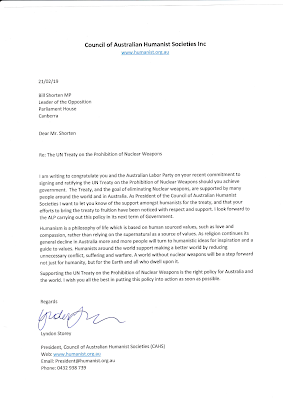 Council of Australian Humanist Societies Inc
www.humanist.org.au
21/02/19
Bill Shorten MP
Leader of the Opposition
Parliament House
Canberra
Dear Mr. Shorten
Re: The UN Treaty on the Prohibition of Nuclear Weapons
I am writing to congratulate you and the Australian Labor Party on your recent commitment to
signing and ratifying the UN Treaty on the Prohibition of Nuclear Weapons should you achieve
government. The Treaty, and the goal of eliminating Nuclear weapons, are supported by many
people around the world and in Australia. As President of the Council of Australian Humanist
Societies I want to let you know of the support amongst humanists for the treaty, and that your
efforts to bring the treaty to fruition have been noticed with respect and support. I look forward to
the ALP carrying out this policy in its next term of Government.
Humanism is a philosophy of life which is based on human sourced values, such as love and
compassion, rather than relying on the supernatural as a source of values. As religion continues its
general decline in Australia more and more people will turn to humanistic ideas for inspiration and a
guide to values. Humanists around the world support making a better world by reducing
unnecessary conflict, suffering and warfare. A world without nuclear weapons will be a step forward
not just for humanity, but for the Earth and all who dwell upon it.
Supporting the UN Treaty on the Prohibition of Nuclear Weapons is the right policy for Australia and
the world. I wish you all the best in putting this policy into action as soon as possible.
Regards
Lyndon Storey
President, Council of Australian Humanist Societies (CAHS)
Web: www.humanist.org.au
Email: President@humanist.org.au
Phone: 0432 938 739